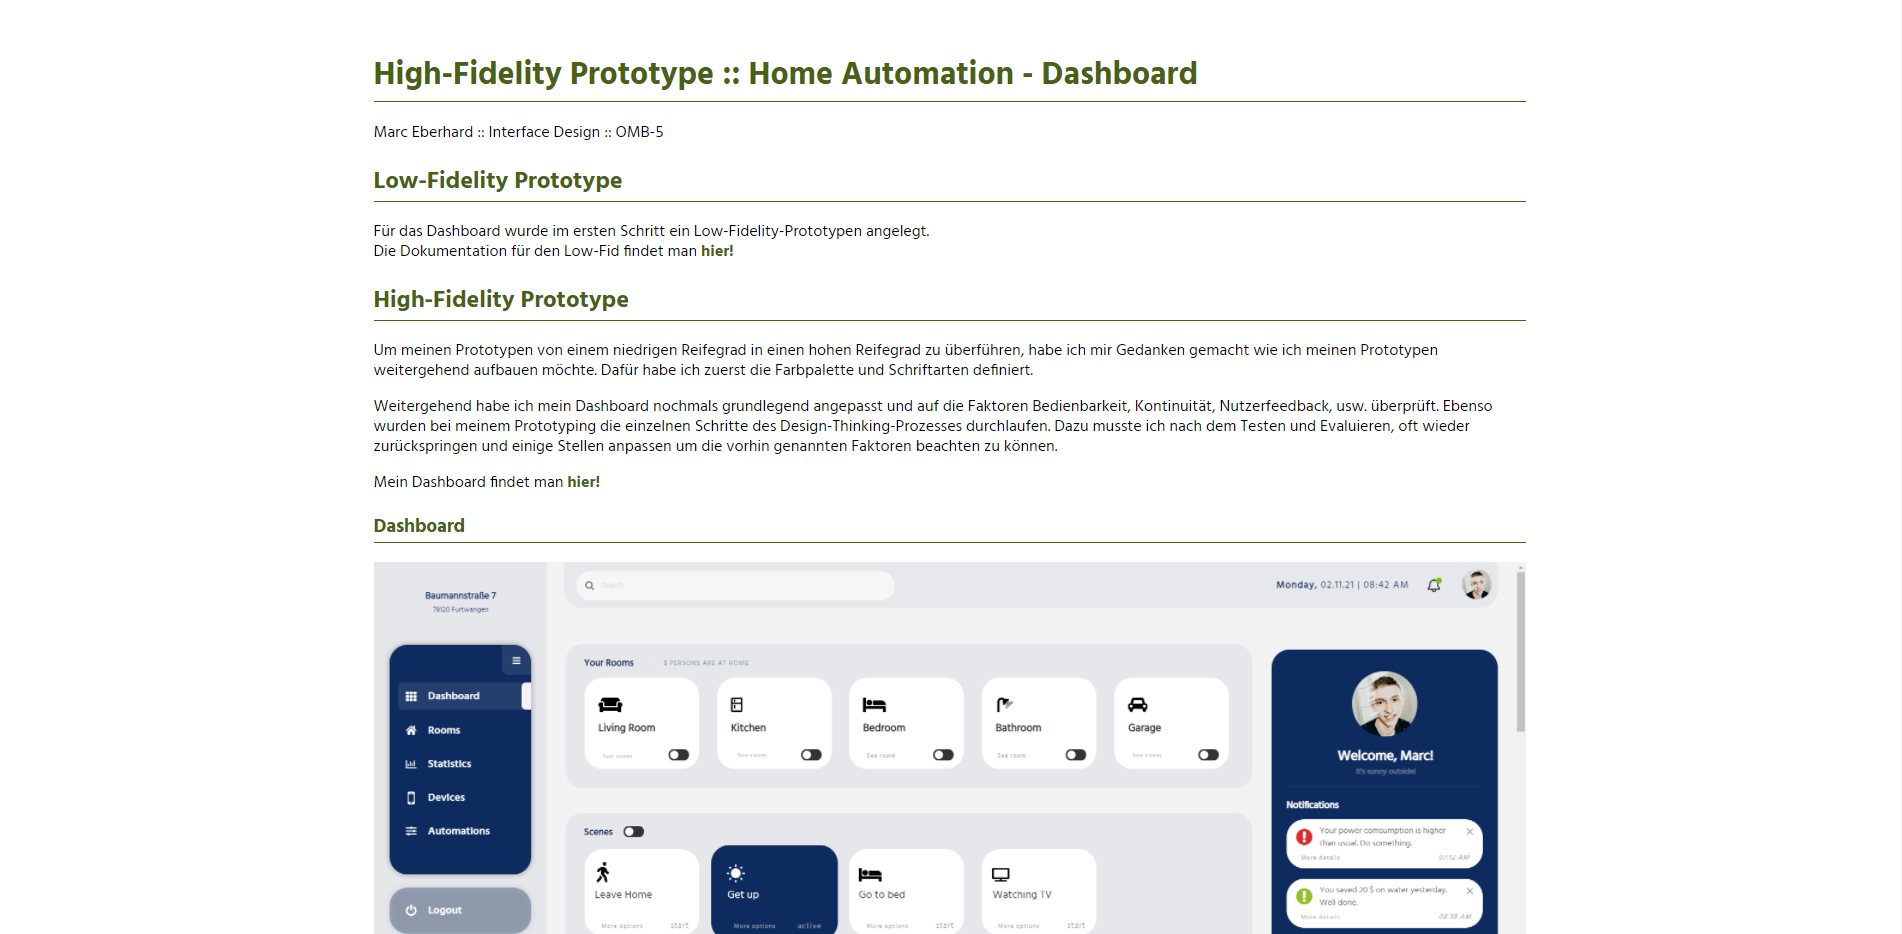 High-Fidelity Prototype :: Home Automation - Dashboard
Marc Eberhard :: Interface Design :: OMB-5
Low-Fidelity Prototype
Für das Dashboard wurde im ersten Schritt ein Low-Fidelity-Prototypen angelegt.
Die Dokumentation für den Low-Fid findet man hier!
High-Fidelity Prototype
Um meinen Prototypen von einem niedrigen Reifegrad in einen hohen Reifegrad zu überführen, habe ich mir Gedanken gemacht wie ich meinen Prototypen
weitergehend aufbauen möchte. Dafür habe ich zuerst die Farbpalette und Schriftarten definiert.
Weitergehend habe ich mein Dashboard nochmals grundlegend angepasst und auf die Faktoren Bedienbarkeit, Kontinuität, Nutzerfeedback, usw. überprüft. Ebenso
wurden bei meinem Prototyping die einzelnen Schritte des Design-Thinking-Prozesses durchlaufen. Dazu musste ich nach dem Testen und Evaluieren, oft wieder
zurückspringen und einige Stellen anpassen um die vorhin genannten Faktoren beachten zu können.
Mein Dashboard findet man hier!
Dashboard
Baumannstraße 7
78120 Furtwangen
Dashboard
Rooms
Statistics
Devices
Automations
Logout
Search
Monday, 02.11.21 | 08:42 AM
Your Rooms 5 PERSONS ARE AT HOME
Living Room Kitchen Bedroom Bathroom Garage
See room See room See room See room See room
Scenes
Leave Home Get up Go to bed Watching TV
More options start More options active More options start More options start
Welcome, Marc!
It's sunny outside!
Notifications
Your power comsumption is higher
than usual. Do something.
More details 07:12 AM
You saved 20 $ on water yesterday.
Well done.
More details 08:38 AM